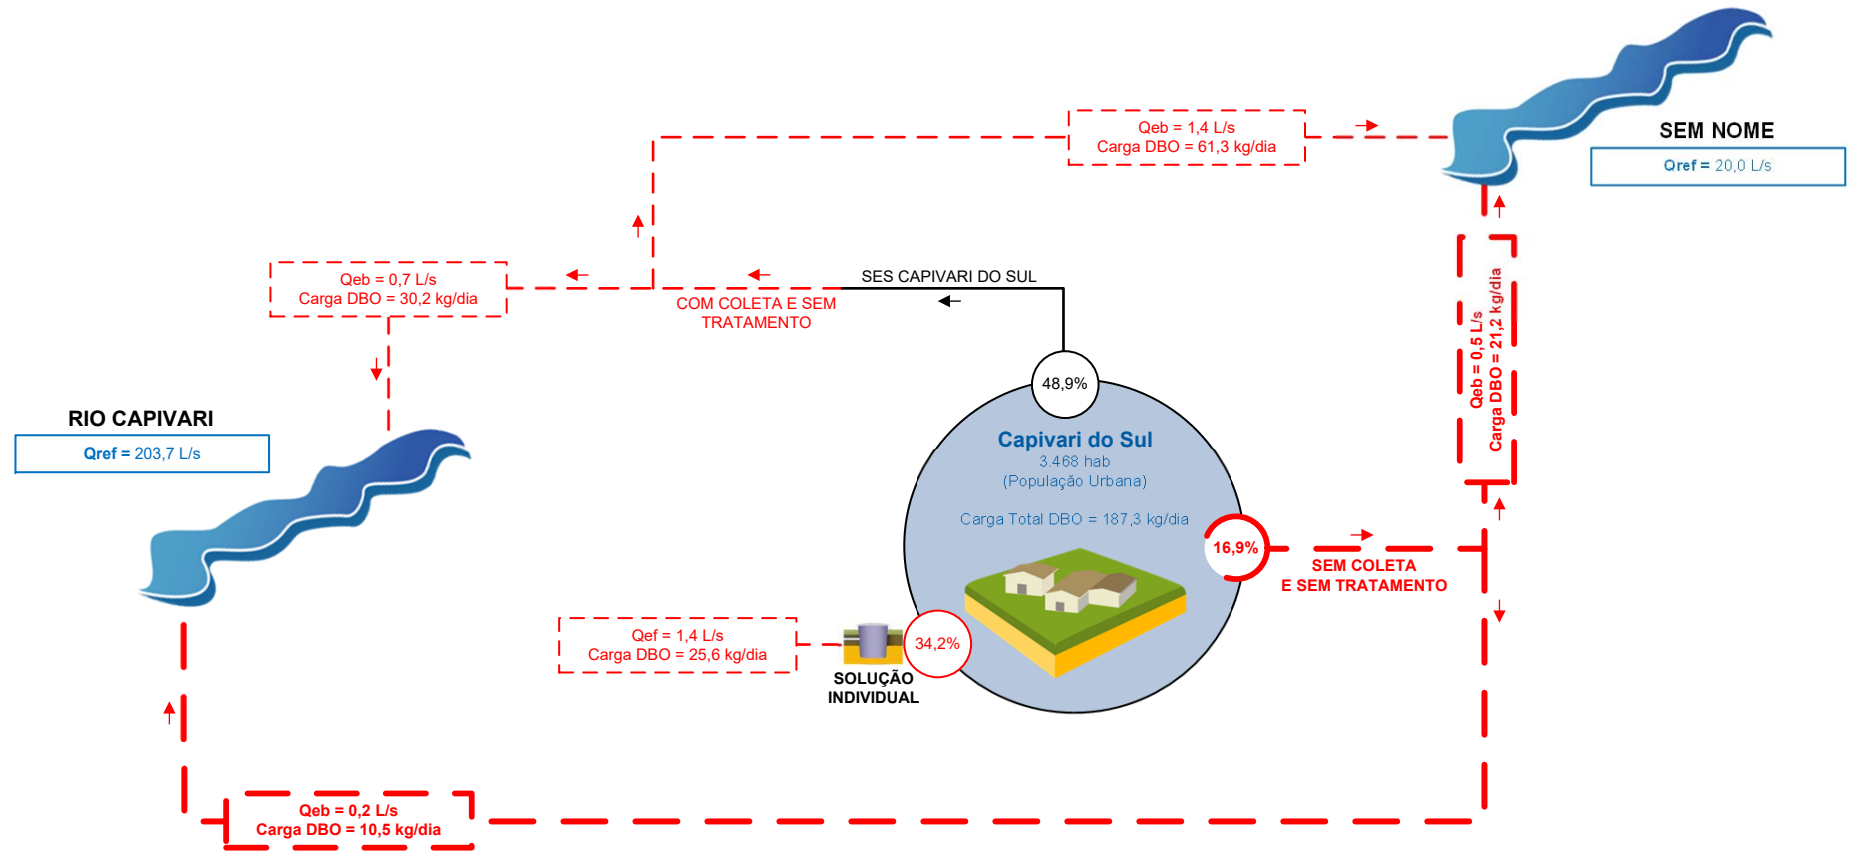 Qeb = 1,4 L/s
Carga DBO = 61,3 kg/dia
SEM NOME
Qref = 20,0 L/s
Qeb = 0,7 L/s
Carga DBO = 30,2 kg/dia
SES CAPIVARI DO SUL
COM COLETA E SEM
TRATAMENTO
Qeb = 0,5 L/s
Carga DBO = 21,2 kg/dia
48,9%
RIO CAPIVARI
Qref = 203,7 L/s
Capivari do Sul
3.468 hab
(População Urbana)
Carga Total DBO = 187,3 kg/dia
16,9%
SEM COLETA
E SEM TRATAMENTO
Qef = 1,4 L/s
Carga DBO = 25,6 kg/dia
34,2%
SOLUÇÃO
INDIVIDUAL
Qeb = 0,2 L/s
Carga DBO = 10,5 kg/dia